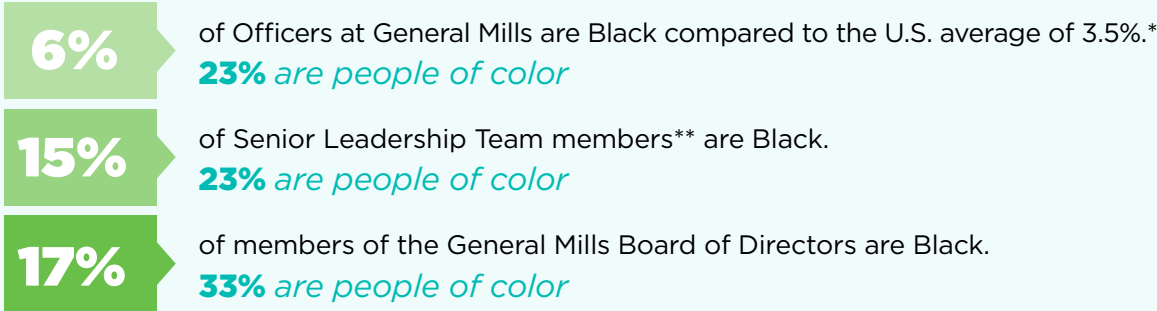 6%
of Officers at General Mills are Black compared to the U.S. average of 3.5%.*
23% are people of color
15%
of Senior Leadership Team members** are Black.
23% are people of color
17%
of members of the General Mills Board of Directors are Black.
33% are people of color